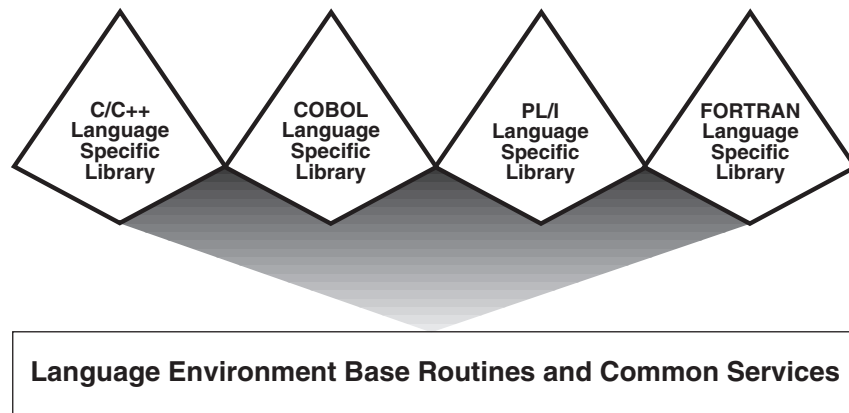 C/C++
Language
Specific
Library
COBOL
Language
Specific
Library
PL/I
Language
Specific
Library
FORTRAN
Language
Specific
Library
Language Environment Base Routines and Common Services